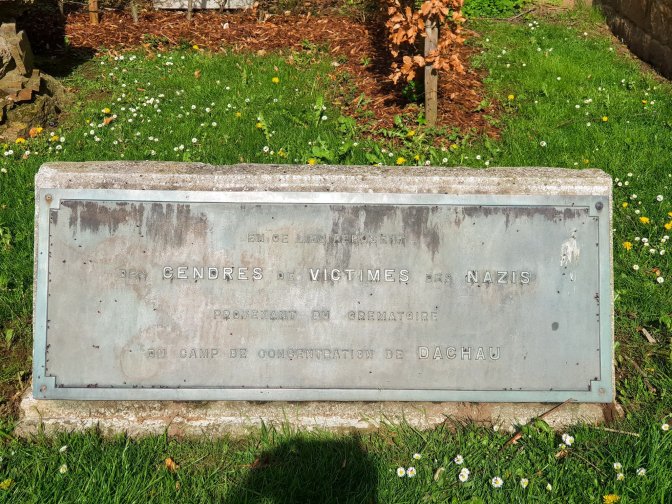 EN CE LIEU REPOSENT
DES CENDRES DE VICTIMES DES NAZIS
PROVENANT DU CREMATOIRE
DU CAMP DE CONCENTRATION DE DACHAU